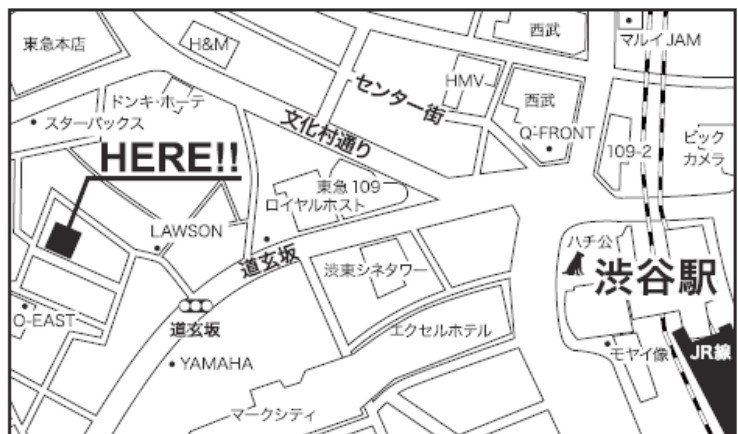 西武
マルイJAM
東急本店
H&M
HMV
西武
センター街
ドンキ・ホーテ
スターバックス
文化村通り
Q-FRONT
109-2
ビック
カメラ
HERE!!
東急109
ロイヤルホスト
LAWSON
道玄坂
渋東シネタワー
ハチ公
渋谷駅
O-EAST
道玄坂
エクセルホテル
モヤイ像
JR線
YAMAHA
マークシティ